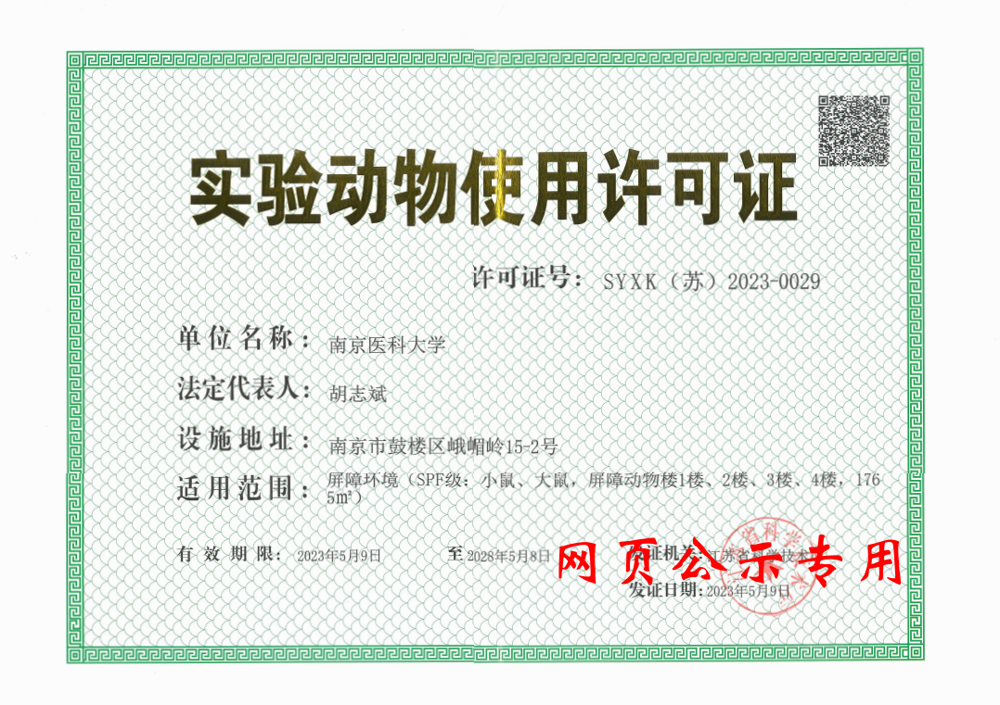 实验动物使用许可证
许可证号： SYXK（苏）2023-0029
单位名称： 南京医科大学
法定代表人： 胡志斌
设施地址： 南京市鼓楼区峨嵋岭15-2号
适用范围： 屏障环境（SPF级：小鼠、大鼠，屏障动物楼1楼、2楼、3楼、4楼，176
5m²）
有效期限： 2023年5月9日 至 2028年5月8日 发证机关: 江苏省科学技术厅
网页公示专用
发证日期: 2023年5月9日